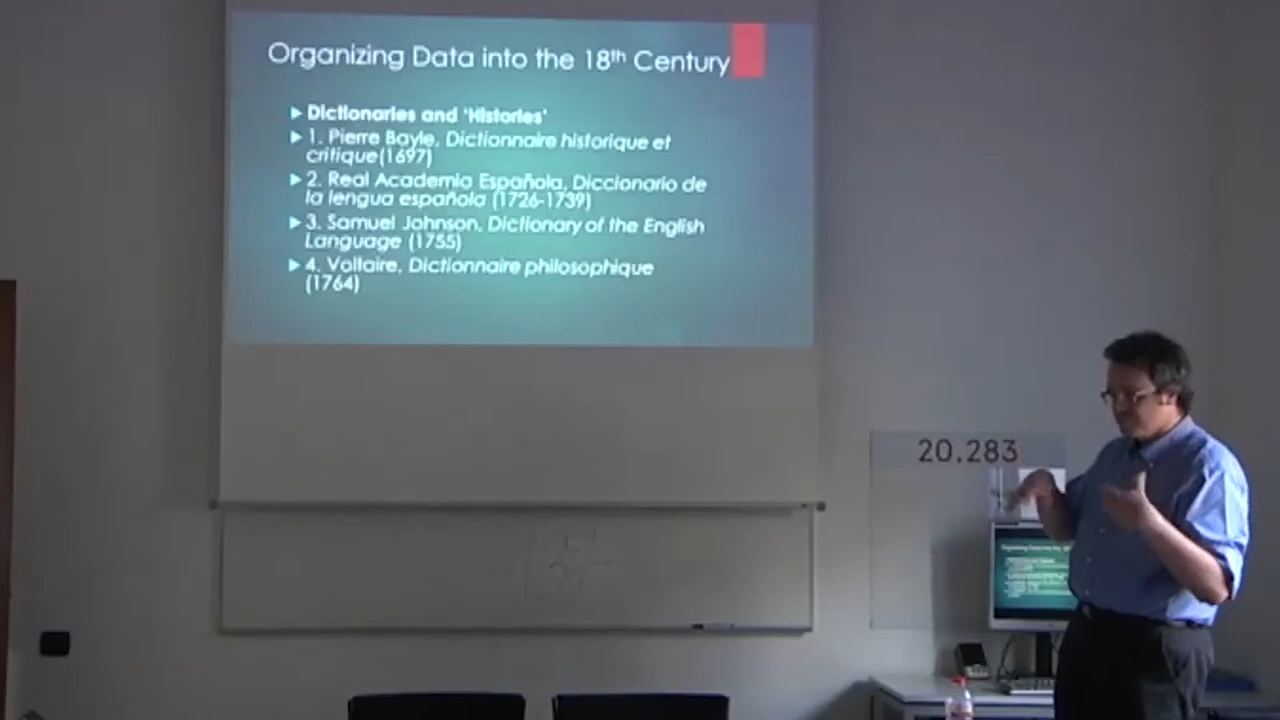 Organizing Data into the 18th Century
Dictionaries and 'Histories'
1. Pierre Bayle, Dictionnaire historique et
critique(1697)
2. Real Academia Española, Diccionario de
la lengua española (1726-1739)
3. Samuel Johnson, Dictionary of the English
Language (1755)
4. Voltaire, Dictionnaire philosophique
(1764)
20.283